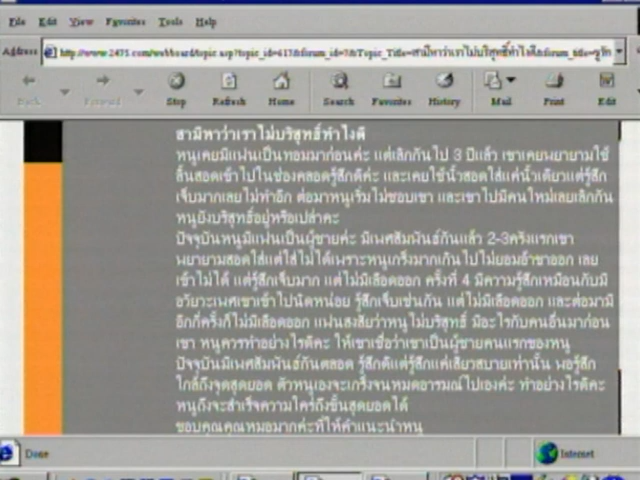 File Edit View Favorites Tools Help
Address http://www.2475.com/webboard/topic.asp?topic_id=617&forum_id=7&Topic_Title=สามีหาว่าเราไม่บริสุทธิ์ทำไงดี&forum_title=
Back Forward Stop Refresh Home Search Favorites History Mail Print Edit
สามีหาว่าเราไม่บริสุทธิ์ทำไงดี
หนูเคยมีแฟนเป็นทอมมาก่อนค่ะ แต่เลิกกันไป 3 ปีแล้ว เขาเคยพยายามใช้
ลิ้นสอดเข้าไปในช่องคลอดรู้สึกดีค่ะ และเคยใช้นิ้วสอดใส่แค่นิ้วเดียวแต่รู้สึก
เจ็บมากเลยไม่ทำอีก ต่อมาหนูเริ่มไม่ชอบเขา และเขาไปมีคนใหม่เลยเลิกกัน
หนูยังบริสุทธิ์อยู่หรือเปล่าคะ
ปัจจุบันหนูมีแฟนเป็นผู้ชายค่ะ มีเพศสัมพันธ์กันแล้ว 2-3ครั้งแรกเขา
พยายามสอดใส่แต่ใส่ไม่ได้เพราะหนูเกร็งมากเกินไปไม่ยอมอ้าขาออก เลย
เข้าไม่ได้ แต่รู้สึกเจ็บมาก แต่ไม่มีเลือดออก ครั้งที่ 4 มีความรู้สึกเหมือนกับมี
อวัยวะเพศเขาเข้าไปนิดหน่อย รู้สึกเจ็บเช่นกัน แต่ไม่มีเลือดออก และต่อมามี
อีกกี่ครั้งก็ไม่มีเลือดออก แฟนสงสัยว่าหนูไม่บริสุทธิ์ มีอะไรกับคนอื่นมาก่อน
เขา หนูควรทำอย่างไรดีคะ ให้เขาเชื่อว่าเขาเป็นผู้ชายคนแรกของหนู
ปัจจุบันมีเพศสัมพันธ์กันตลอด รู้สึกดีแต่รู้สึกแค่เสียวสบายเท่านั้น พอรู้สึก
ใกล้ถึงจุดสุดยอด ตัวหนูเองจะเกร็งจนหมดอารมณ์ไปเองค่ะ ทำอย่างไรดีคะ
หนูถึงจะสำเร็จความใคร่ถึงขั้นสุดยอดได้
ขอบคุณคุณหมอมากค่ะที่ให้คำแนะนำหนู
Done Internet